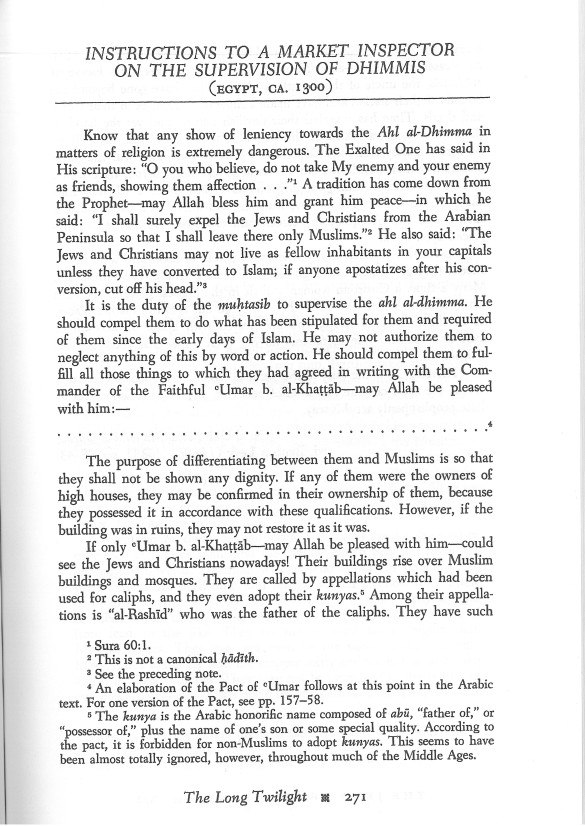 INSTRUCTIONS TO A MARKET INSPECTOR
ON THE SUPERVISION OF DHIMMIS
(EGYPT, CA. 1300)
Know that any show of leniency towards the Ahl al-Dhimma in
matters of religion is extremely dangerous. The Exalted One has said in
His scripture: “O you who believe, do not take My enemy and your enemy
as friends, showing them affection . . .”¹ A tradition has come down from
the Prophet—may Allah bless him and grant him peace—in which he
said: “I shall surely expel the Jews and Christians from the Arabian
Peninsula so that I shall leave there only Muslims.”² He also said: “The
Jews and Christians may not live as fellow inhabitants in your capitals
unless they have converted to Islam; if anyone apostatizes after his con-
version, cut off his head.”³
It is the duty of the muḥtasib to supervise the ahl al-dhimma. He
should compel them to do what has been stipulated for them and required
of them since the early days of Islam. He may not authorize them to
neglect anything of this by word or action. He should compel them to ful-
fill all those things to which they had agreed in writing with the Com-
mander of the Faithful ᶜUmar b. al-Khaṭṭāb—may Allah be pleased
with him:—
. . . . . . . . . . . . . . . . . . . . . . . . . . . . . . . . . . . . . . . . . . .⁴
The purpose of differentiating between them and Muslims is so that
they shall not be shown any dignity. If any of them were the owners of
high houses, they may be confirmed in their ownership of them, because
they possessed it in accordance with these qualifications. However, if the
building was in ruins, they may not restore it as it was.
If only ᶜUmar b. al-Khaṭṭāb—may Allah be pleased with him—could
see the Jews and Christians nowadays! Their buildings rise over Muslim
buildings and mosques. They are called by appellations which had been
used for caliphs, and they even adopt their kunyas.⁵ Among their appella-
tions is “al-Rashīd” who was the father of the caliphs. They have such
¹ Sura 60:1.
² This is not a canonical ḥādīth.
³ See the preceding note.
⁴ An elaboration of the Pact of ᶜUmar follows at this point in the Arabic
text. For one version of the Pact, see pp. 157–58.
⁵ The kunya is the Arabic honorific name composed of abū, “father of,” or
“possessor of,” plus the name of one’s son or some special quality. According to
the pact, it is forbidden for non-Muslims to adopt kunyas. This seems to have
been almost totally ignored, however, throughout much of the Middle Ages.
The Long Twilight ※ 271